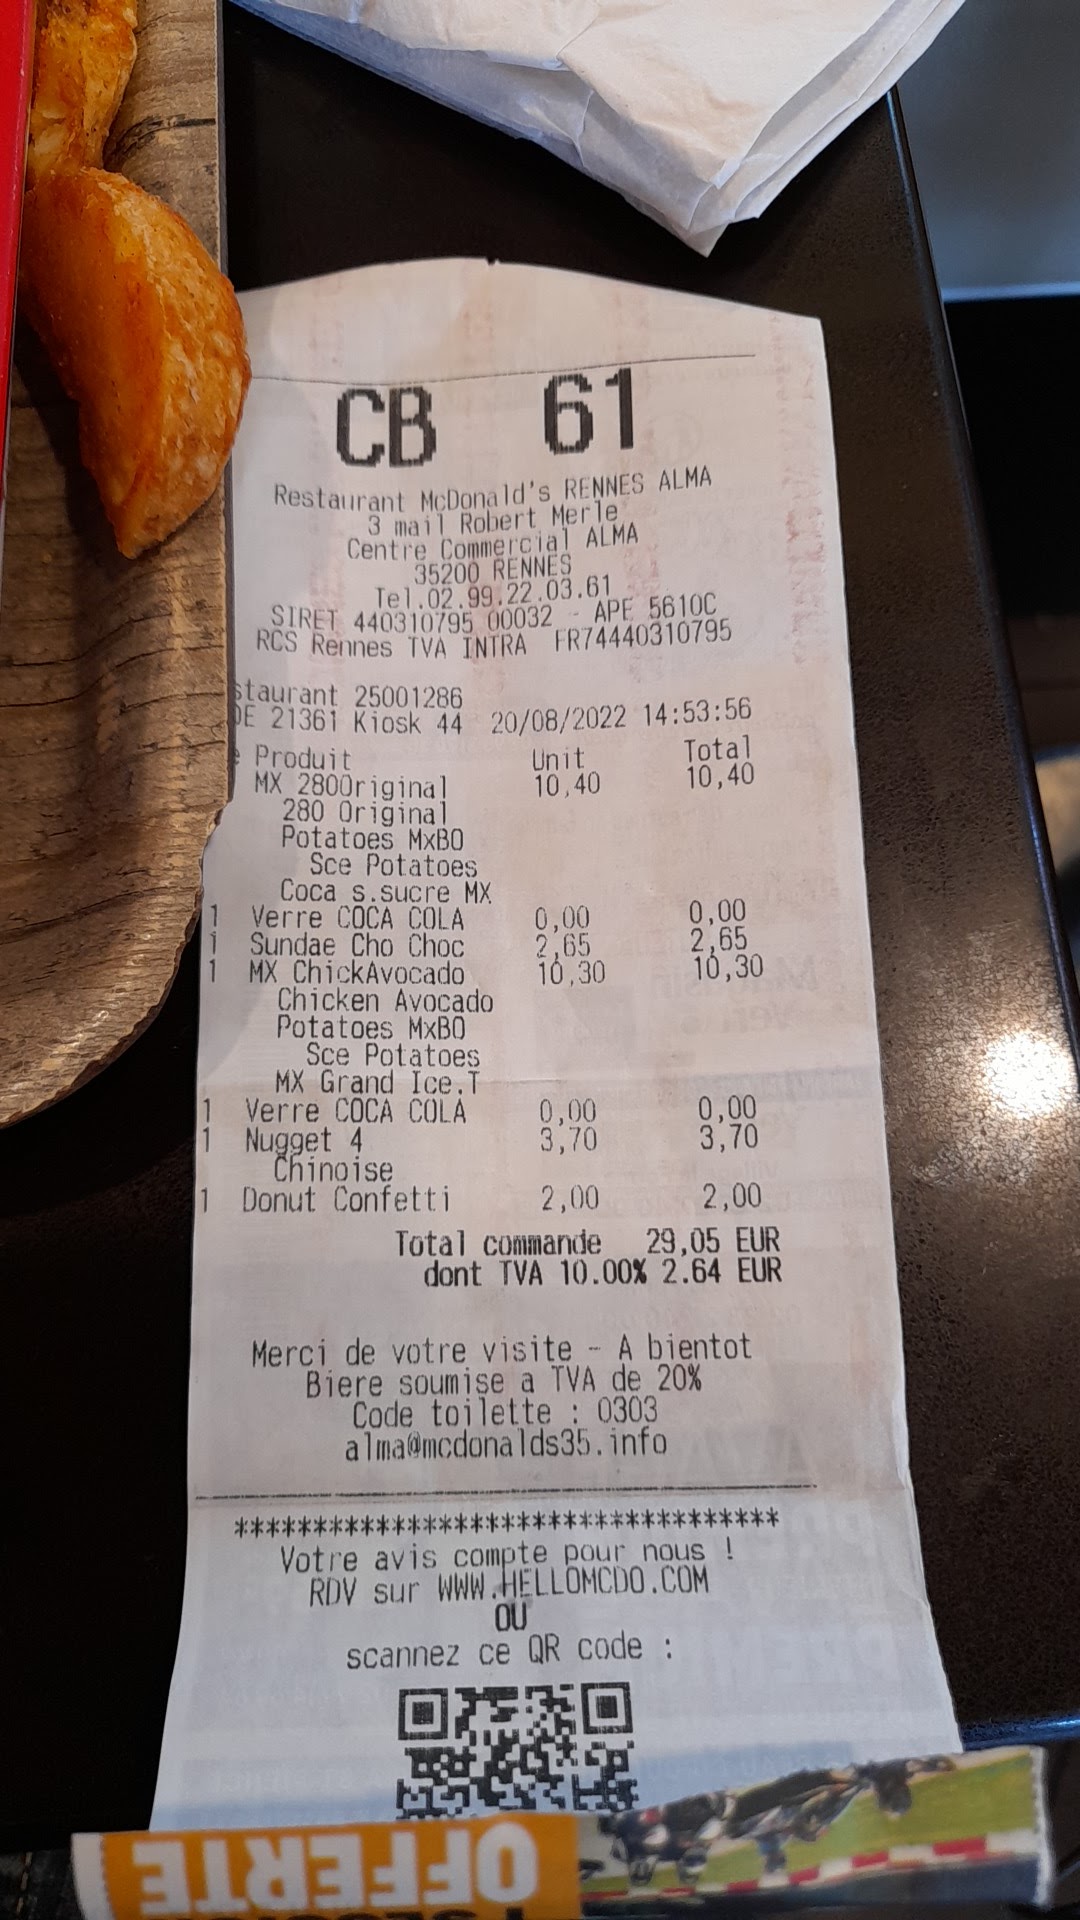 CB 61
Restaurant McDonald's RENNES ALMA
3 mail Robert Merle
Centre Commercial ALMA
35200 RENNES
Tel.02.99.22.03.61
SIRET 440310795 00032 - APE 5610C
RCS Rennes TVA INTRA FR74440310795
staurant 25001286
DE 21361 Kiosk 44 20/08/2022 14:53:56
Produit Unit Total
MX 280Original 10,40 10,40
280 Original
Potatoes MxBO
Sce Potatoes
Coca s.sucre MX
1 Verre COCA COLA 0,00 0,00
1 Sundae Cho Choc 2,65 2,65
1 MX ChickAvocado 10,30 10,30
Chicken Avocado
Potatoes MxBO
Sce Potatoes
MX Grand Ice.T
1 Verre COCA COLA 0,00 0,00
1 Nugget 4 3,70 3,70
Chinoise
1 Donut Confetti 2,00 2,00
Total commande 29,05 EUR
dont TVA 10.00% 2.64 EUR
Merci de votre visite - A bientot
Biere soumise a TVA de 20%
Code toilette : 0303
alma@mcdonalds35.info
***********************************
Votre avis compte pour nous !
RDV sur WWW.HELLOMCDO.COM
OU
scannez ce QR code :
OFFERTE